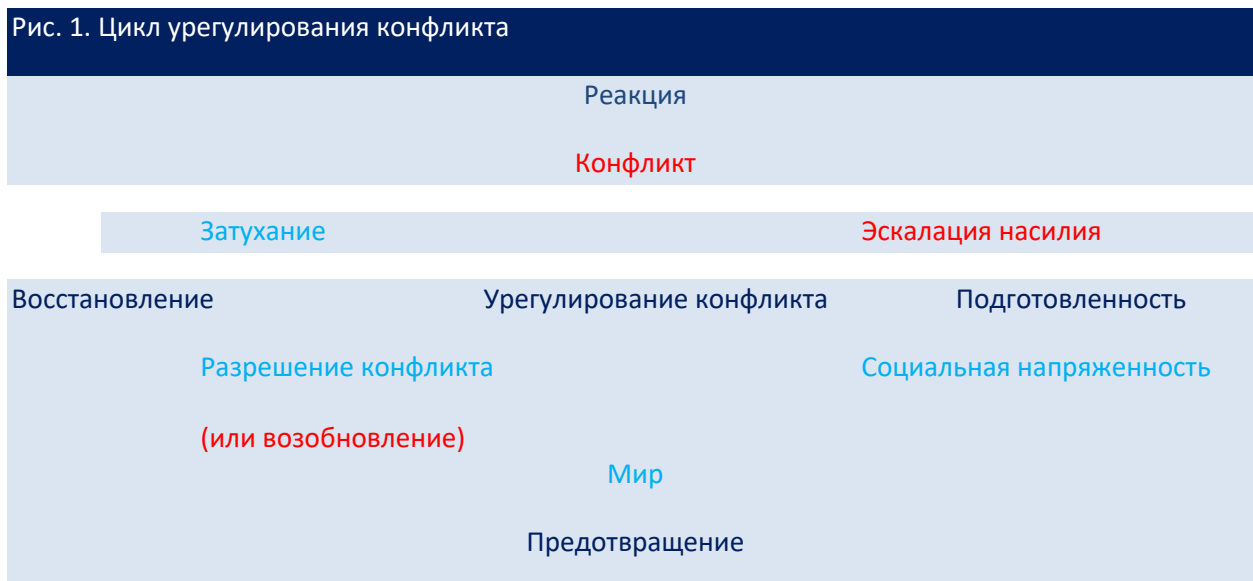 Рис. 1. Цикл урегулирования конфликта
Реакция
Конфликт
Затухание Эскалация насилия
Восстановление Урегулирование конфликта Подготовленность
Разрешение конфликта Социальная напряженность
(или возобновление)
Мир
Предотвращение